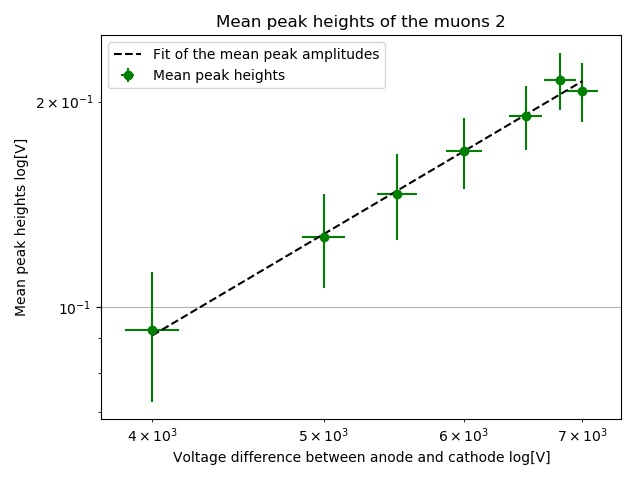 Mean peak heights of the muons 2
Fit of the mean peak amplitudes
Mean peak heights
2 × 10⁻¹
10⁻¹
Mean peak heights log[V]
4 × 10³ 5 × 10³ 6 × 10³ 7 × 10³
Voltage difference between anode and cathode log[V]